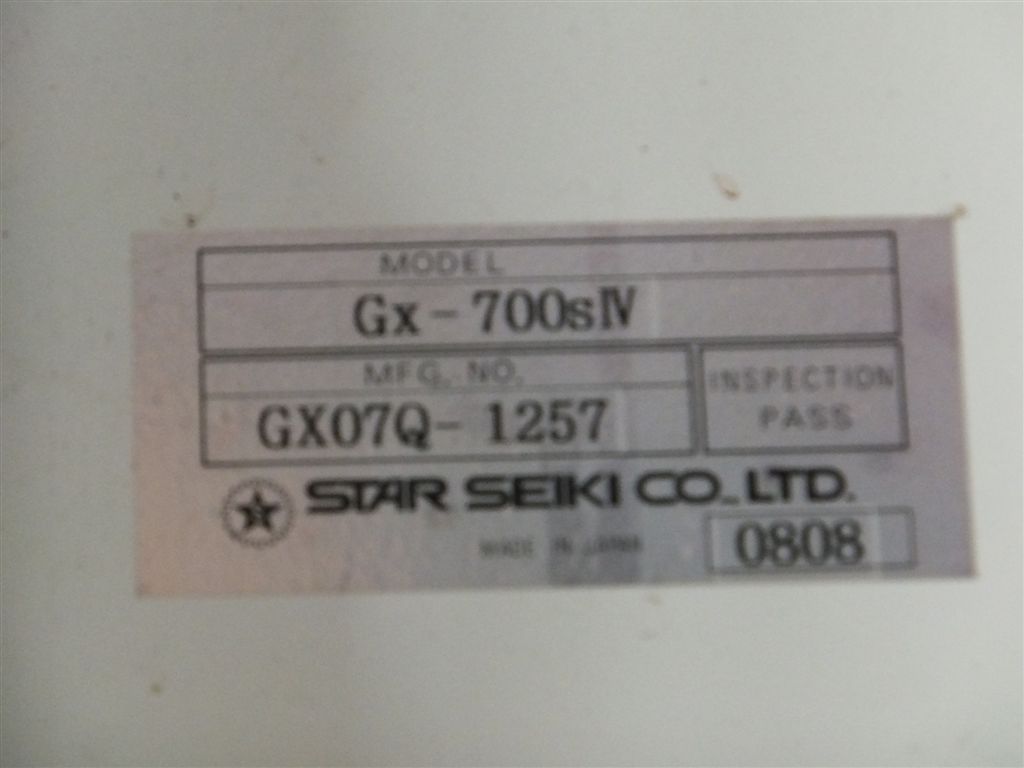 MODEL
Gx-700sⅣ
MFG. NO.
GX07Q-1257
INSPECTION
PASS
STAR SEIKI CO., LTD.
MADE IN JAPAN
0808